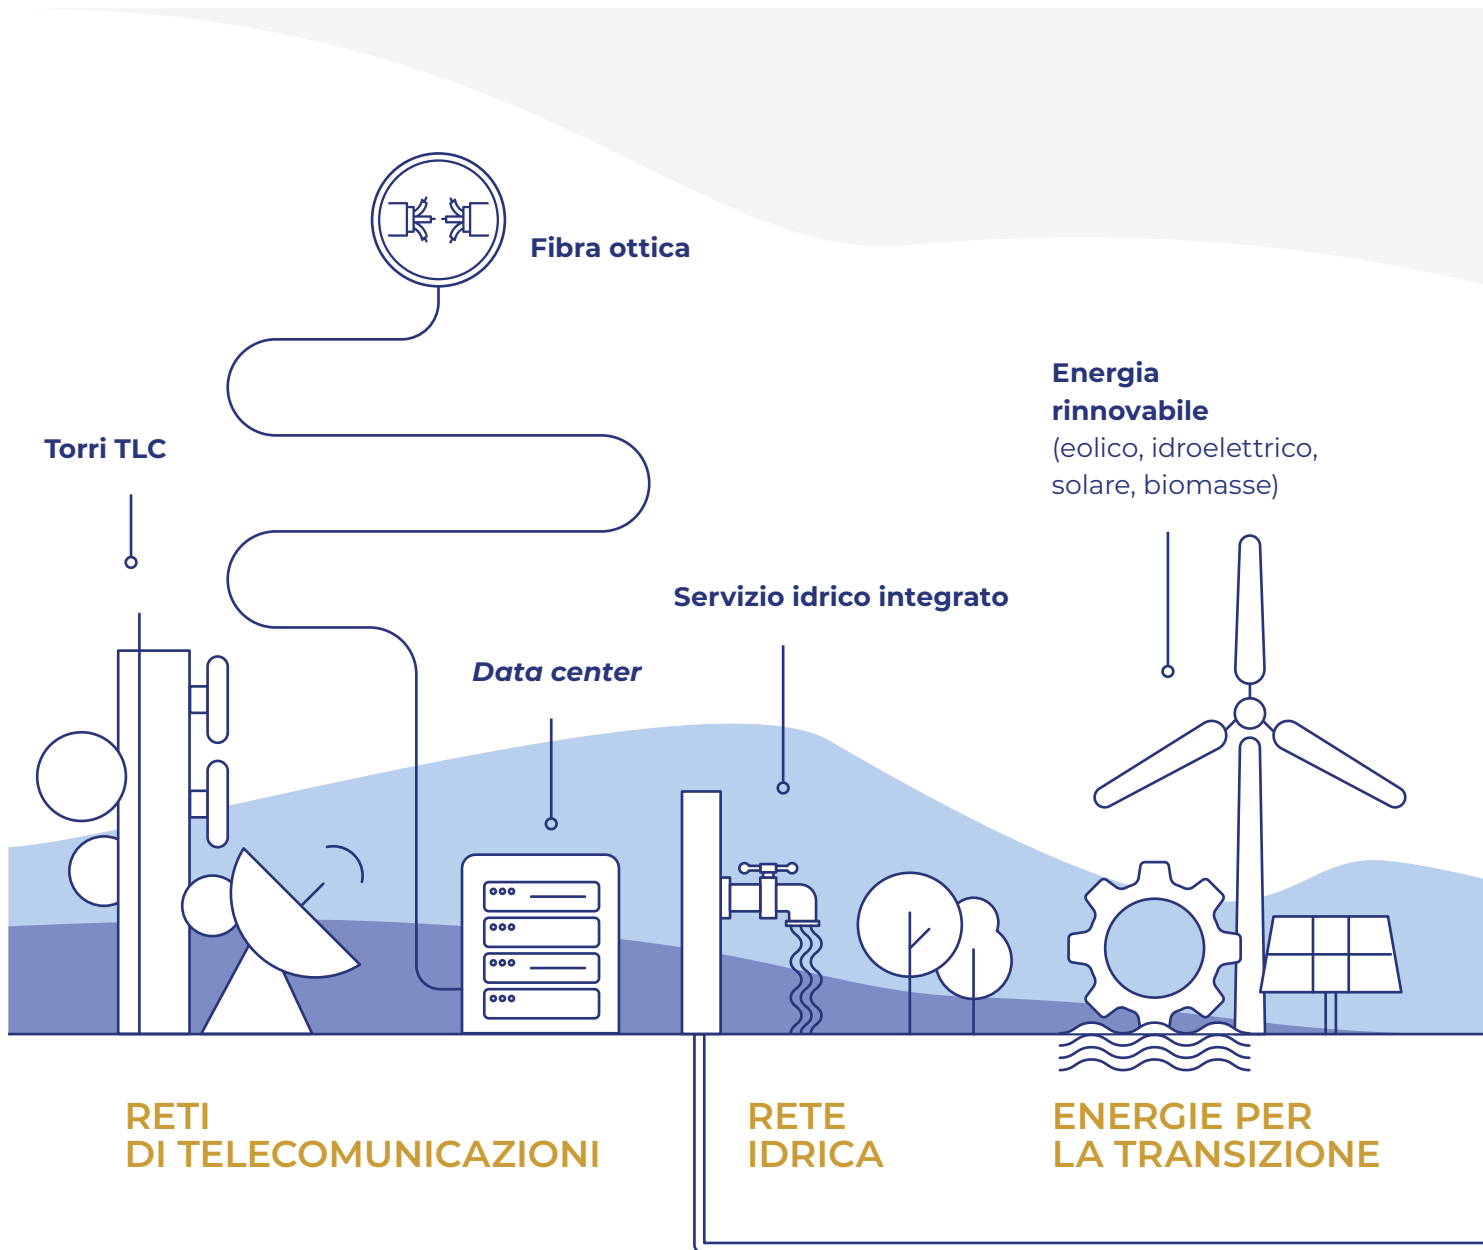 Fibra ottica
Torri TLC
Energia
rinnovabile
(eolico, idroelettrico,
solare, biomasse)
Servizio idrico integrato
Data center
RETI
DI TELECOMUNICAZIONI
RETE
IDRICA
ENERGIE PER
LA TRANSIZIONE